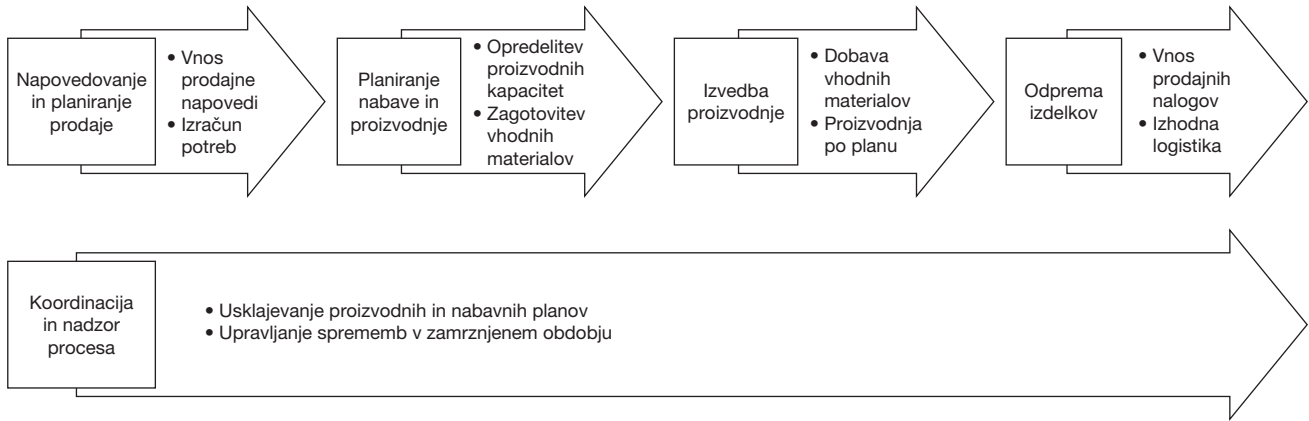 Napovedovanje
in planiranje
prodaje
• Vnos
prodajne
napovedi
• Izračun
potreb
Planiranje
nabave in
proizvodnje
• Opredelitev
proizvodnih
kapacitet
• Zagotovitev
vhodnih
materialov
Izvedba
proizvodnje
• Dobava
vhodnih
materialov
• Proizvodnja
po planu
Odprema
izdelkov
• Vnos
prodajnih
nalogov
• Izhodna
logistika
Koordinacija
in nadzor
procesa
• Usklajevanje proizvodnih in nabavnih planov
• Upravljanje sprememb v zamrznjenem obdobju